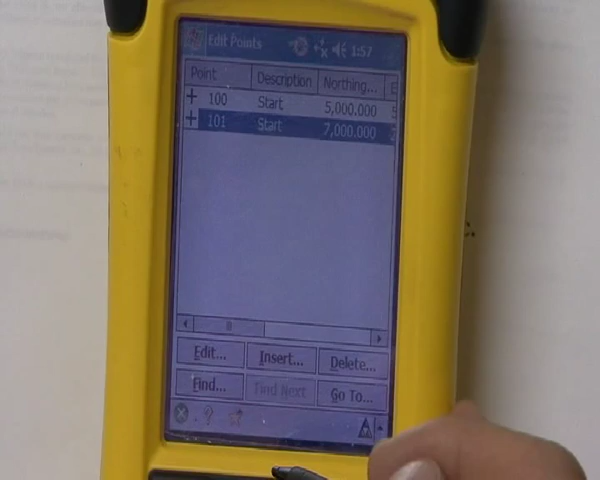 Edit Points 1:57
Point Description Northing...
100 Start 5,000.000
101 Start 7,000.000
Edit... Insert... Delete...
Find... Find Next Go To...
?